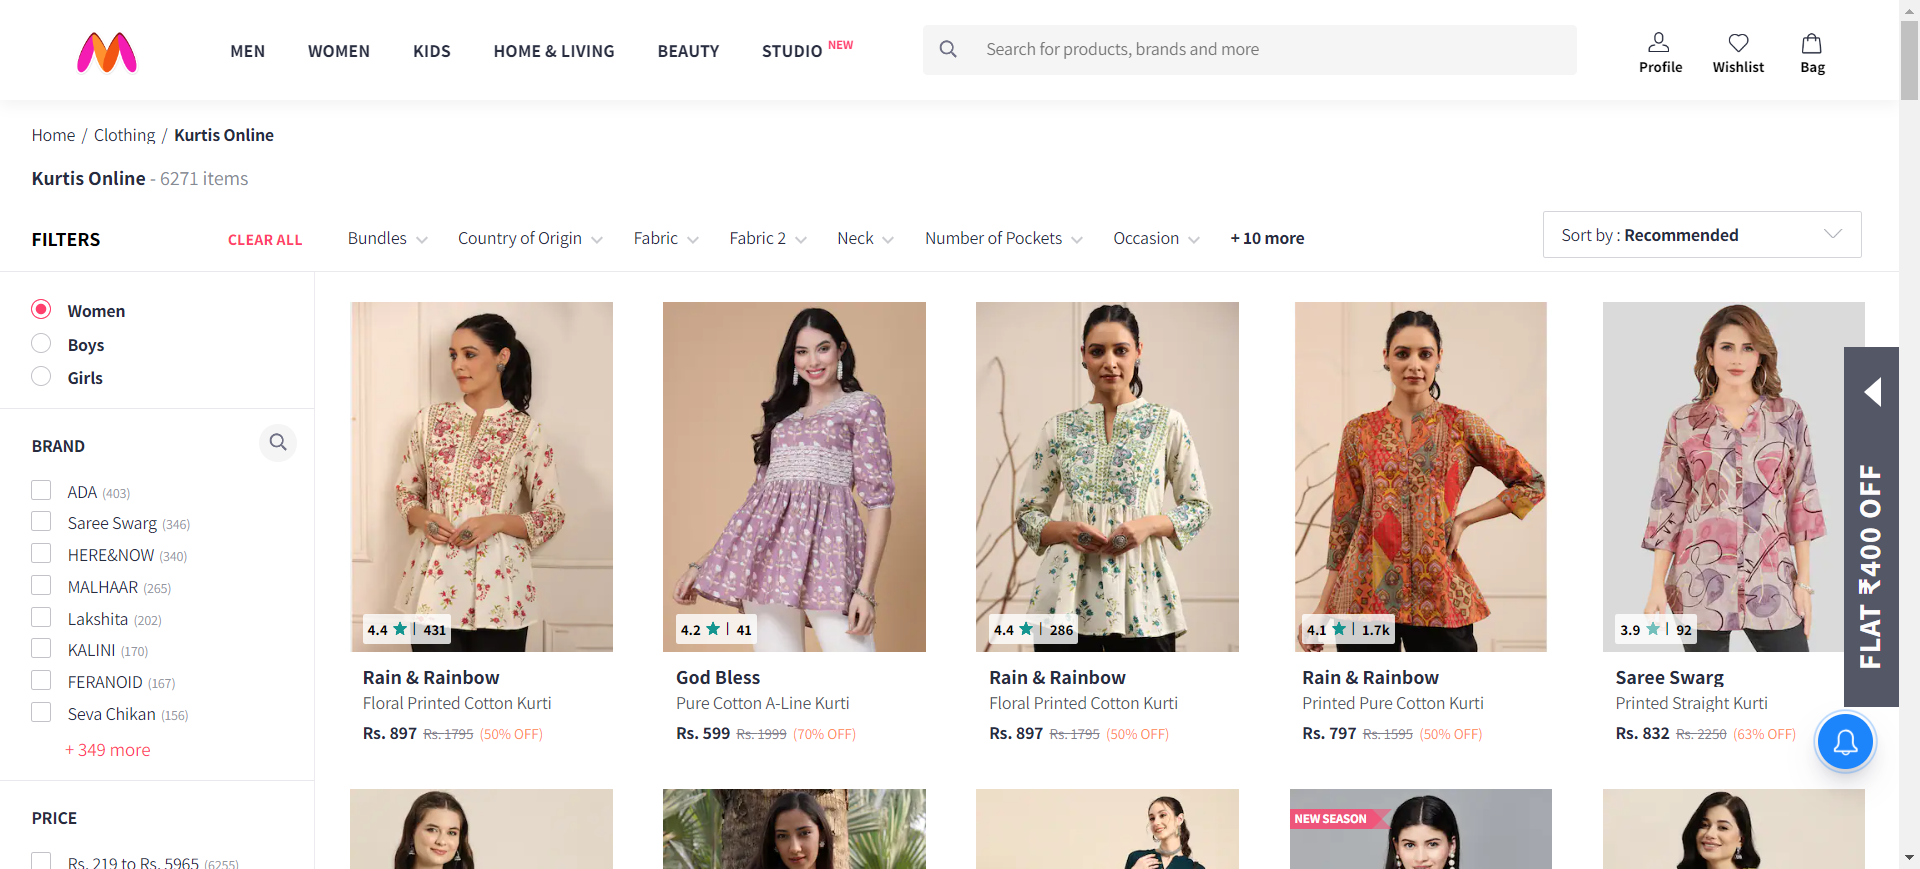 MEN WOMEN KIDS HOME & LIVING BEAUTY STUDIO NEW
Search for products, brands and more
Profile Wishlist Bag
Home / Clothing / Kurtis Online
Kurtis Online - 6271 items
FILTERS CLEAR ALL
Bundles Country of Origin Fabric Fabric 2 Neck Number of Pockets Occasion + 10 more
Sort by : Recommended
Women
Boys
Girls
BRAND
ADA (403)
Saree Swarg (346)
HERE&NOW (340)
MALHAAR (265)
Lakshita (202)
KALINI (170)
FERANOID (167)
Seva Chikan (156)
+ 349 more
PRICE
Rs. 219 to Rs. 5965 (6255)
4.4 ★ | 431
Rain & Rainbow
Floral Printed Cotton Kurti
Rs. 897 Rs. 1795 (50% OFF)
4.2 ★ | 41
God Bless
Pure Cotton A-Line Kurti
Rs. 599 Rs. 1999 (70% OFF)
4.4 ★ | 286
Rain & Rainbow
Floral Printed Cotton Kurti
Rs. 897 Rs. 1795 (50% OFF)
4.1 ★ | 1.7k
Rain & Rainbow
Printed Pure Cotton Kurti
Rs. 797 Rs. 1595 (50% OFF)
3.9 ★ | 92
Saree Swarg
Printed Straight Kurti
Rs. 832 Rs. 2250 (63% OFF)
FLAT ₹400 OFF
NEW SEASON